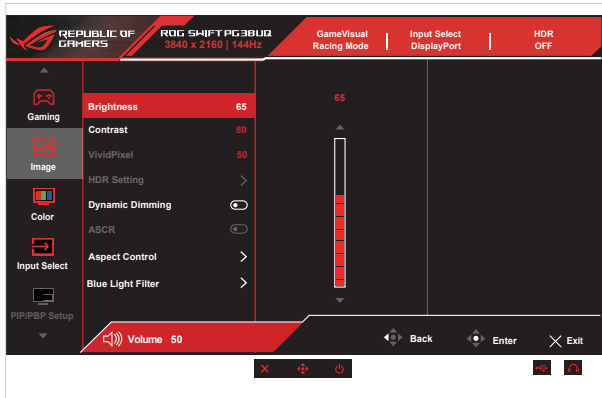 REPUBLIC OF
GAMERS
ROG SWIFT PG38UQ
3840 x 2160 | 144Hz
GameVisual
Racing Mode
Input Select
DisplayPort
HDR
OFF
Gaming
Image
Color
Input Select
PIP/PBP Setup
Brightness 65
Contrast 80
VividPixel 50
HDR Setting
Dynamic Dimming
ASCR
Aspect Control
Blue Light Filter
65
Volume 50
Back
Enter
Exit